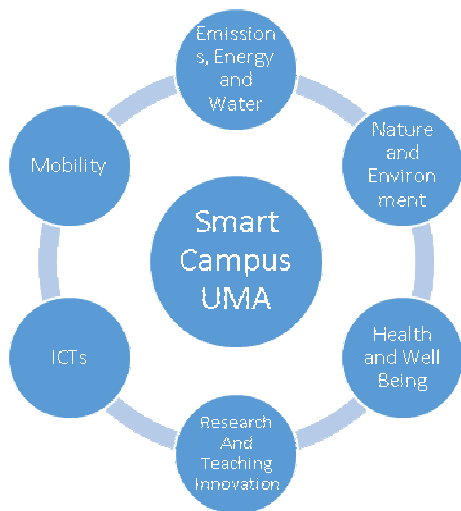 Emission
s, Energy
and
Water
Nature
and
Environ
ment
Health
and Well
Being
Research
And
Teaching
Innovation
ICTs
Mobility
Smart
Campus
UMA